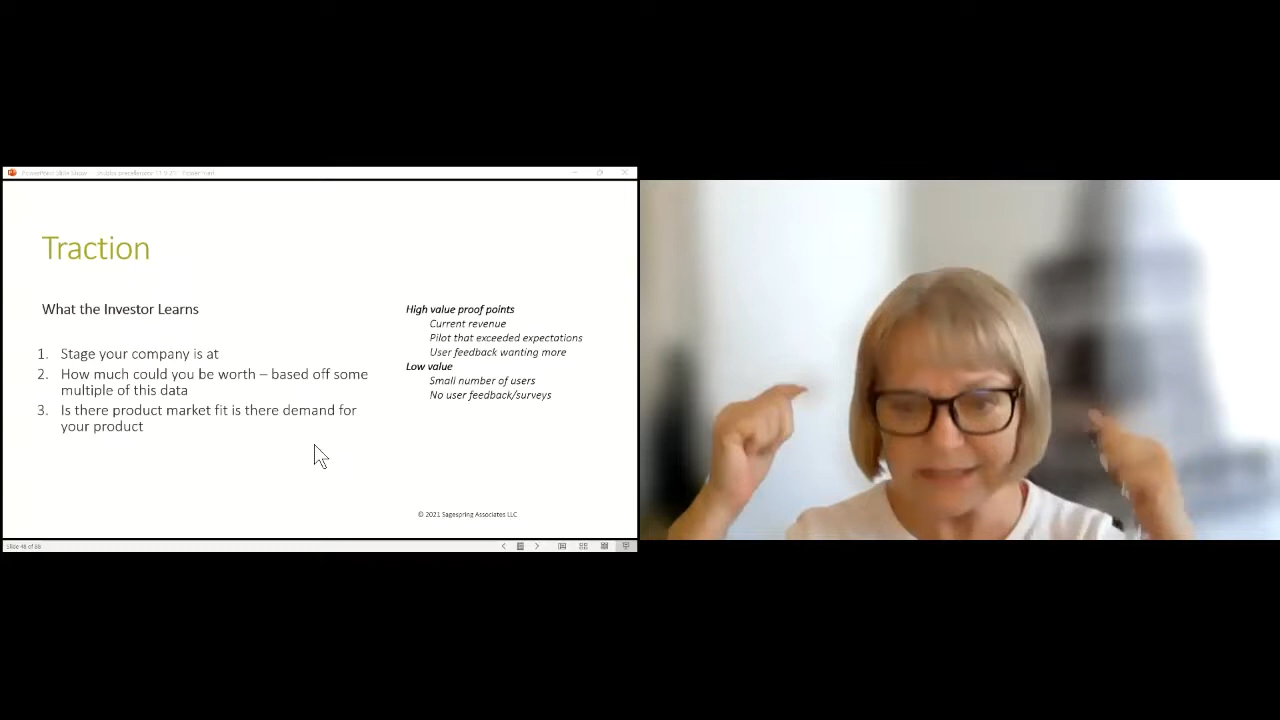 PowerPoint Slide Show
Traction
What the Investor Learns
1. Stage your company is at
2. How much could you be worth – based off some
multiple of this data
3. Is there product market fit is there demand for
your product
High value proof points
Current revenue
Pilot that exceeded expectations
User feedback wanting more
Low value
Small number of users
No user feedback/surveys
© 2021 Sagespring Associates LLC